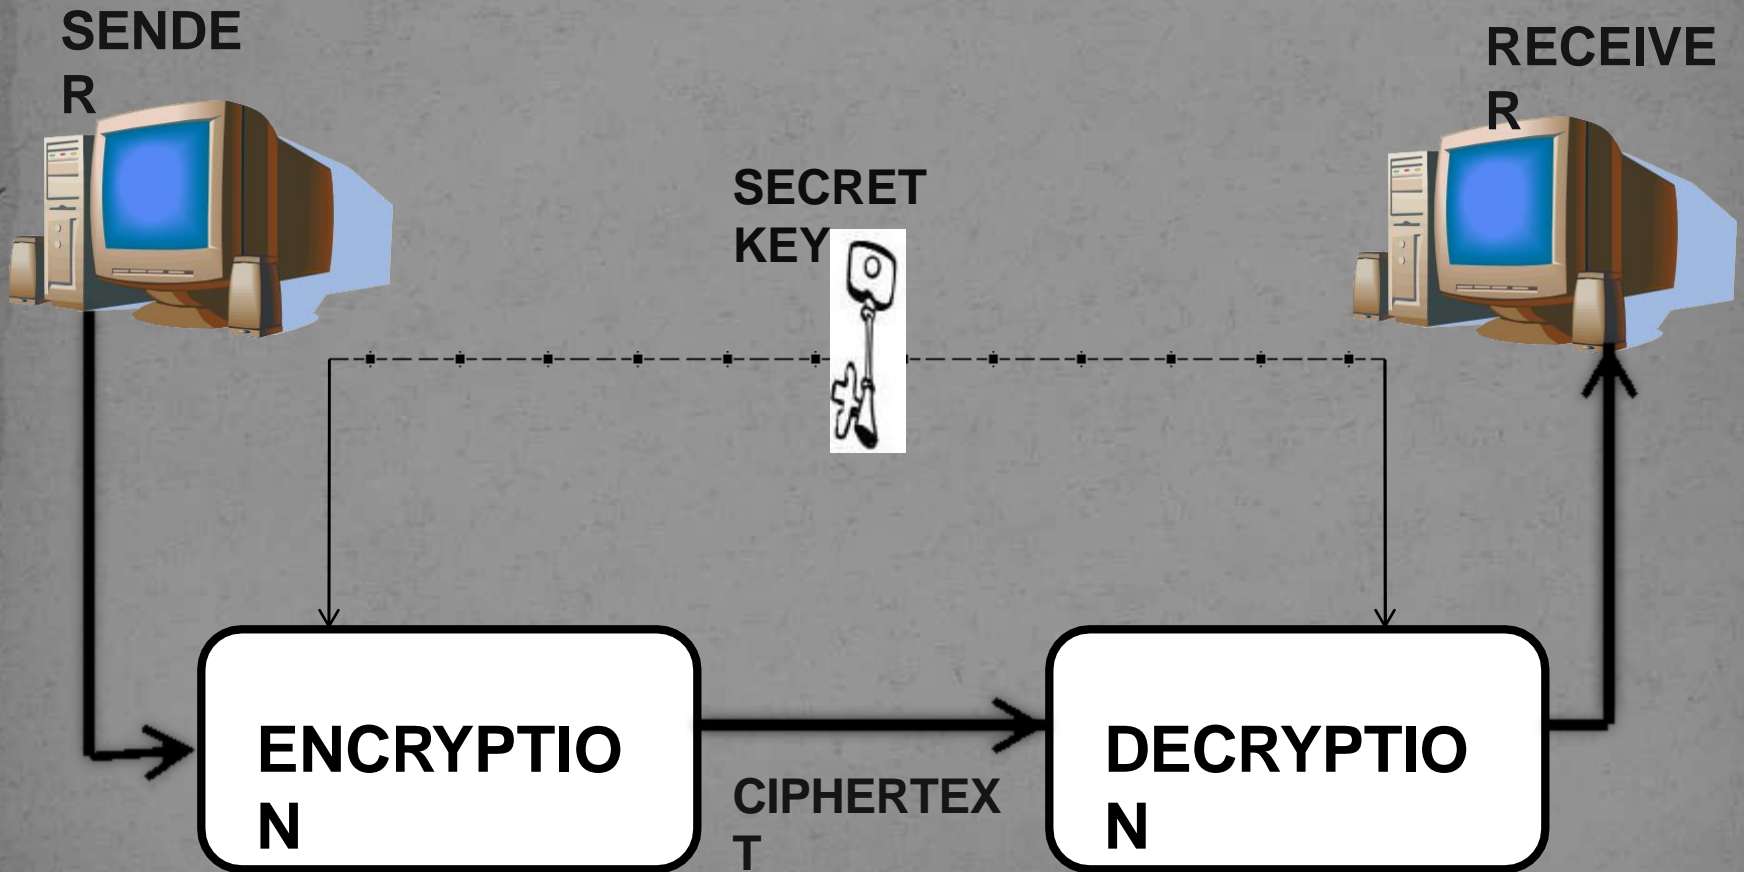 SENDE
R
RECEIVE
R
SECRET
KEY
ENCRYPTIO
N
CIPHERTEX
T
DECRYPTIO
N